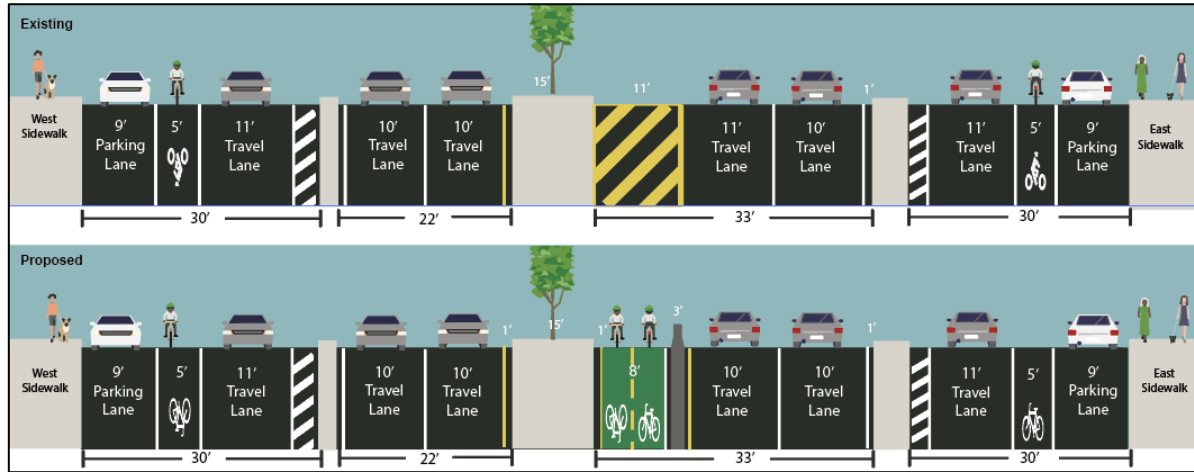 Existing
West
Sidewalk
9'
Parking
Lane
5'
11'
Travel
Lane
10'
Travel
Lane
10'
Travel
Lane
15'
11'
11'
Travel
Lane
10'
Travel
Lane
1'
11'
Travel
Lane
5'
9'
Parking
Lane
East
Sidewalk
30'
22'
33'
30'
Proposed
West
Sidewalk
9'
Parking
Lane
5'
11'
Travel
Lane
10'
Travel
Lane
10'
Travel
Lane
1'
15'
1'
8'
3'
10'
Travel
Lane
10'
Travel
Lane
1'
11'
Travel
Lane
5'
9'
Parking
Lane
East
Sidewalk
30'
22'
33'
30'